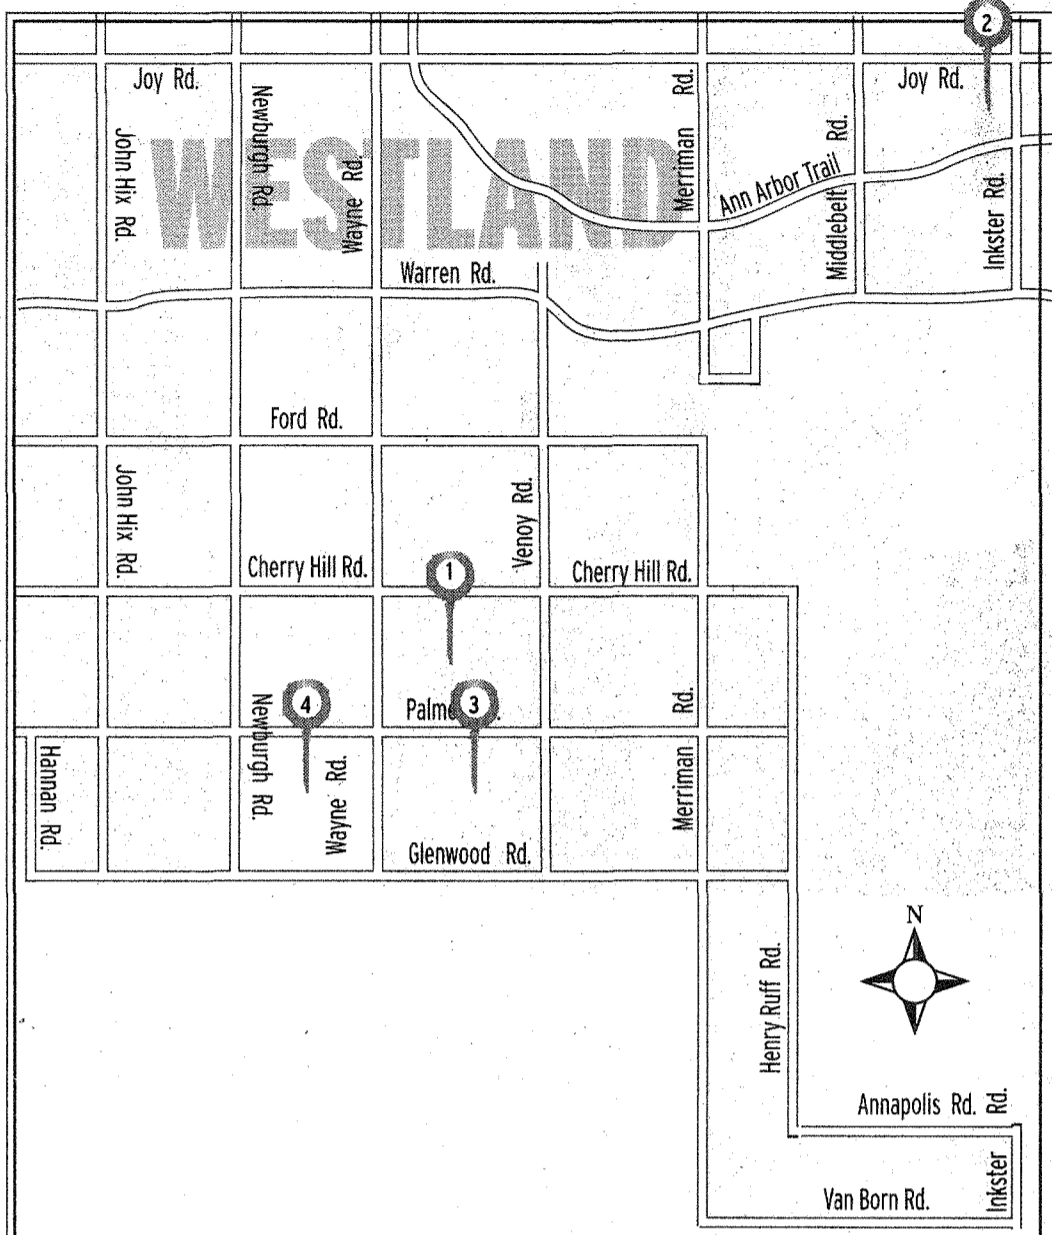 2
Joy Rd.
Joy Rd.
Newburgh Rd.
John Hix Rd.
WESTLAND
Wayne Rd.
Merriman Rd.
Ann Arbor Trail
Middlebelt Rd.
Inkster Rd.
Warren Rd.
Ford Rd.
John Hix Rd.
Venoy Rd.
Cherry Hill Rd.
1
Cherry Hill Rd.
4
3
Newburgh Rd.
Merriman Rd.
Hannan Rd.
Wayne Rd.
Glenwood Rd.
N
Henry Ruff Rd.
Annapolis Rd.
Inkster Rd.
Van Born Rd.